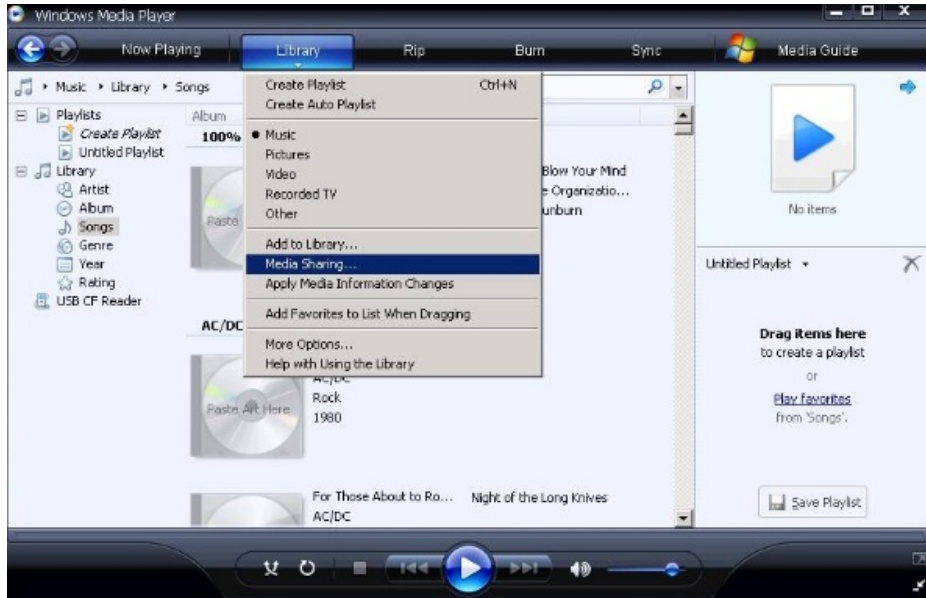 Windows Media Player
Now Playing Library Rip Burn Sync Media Guide
Music Library Songs
Playlists
Create Playlist
Untitled Playlist
Library
Artist
Album
Songs
Genre
Year
Rating
USB CF Reader
Create Playlist Ctrl+N
Create Auto Playlist
Music
Pictures
Video
Recorded TV
Other
Add to Library...
Media Sharing...
Apply Media Information Changes
Add Favorites to List When Dragging
More Options...
Help with Using the Library
Album
100%
Blow Your Mind
Organizatio...
Paste
AC/DC
AC/DC
Rock
1980
Paste Art Here
For Those About to Ro... Night of the Long Knives
AC/DC
No items
Untitled Playlist
Drag items here
to create a playlist
or
Play favorites
from 'Songs'.
Save Playlist